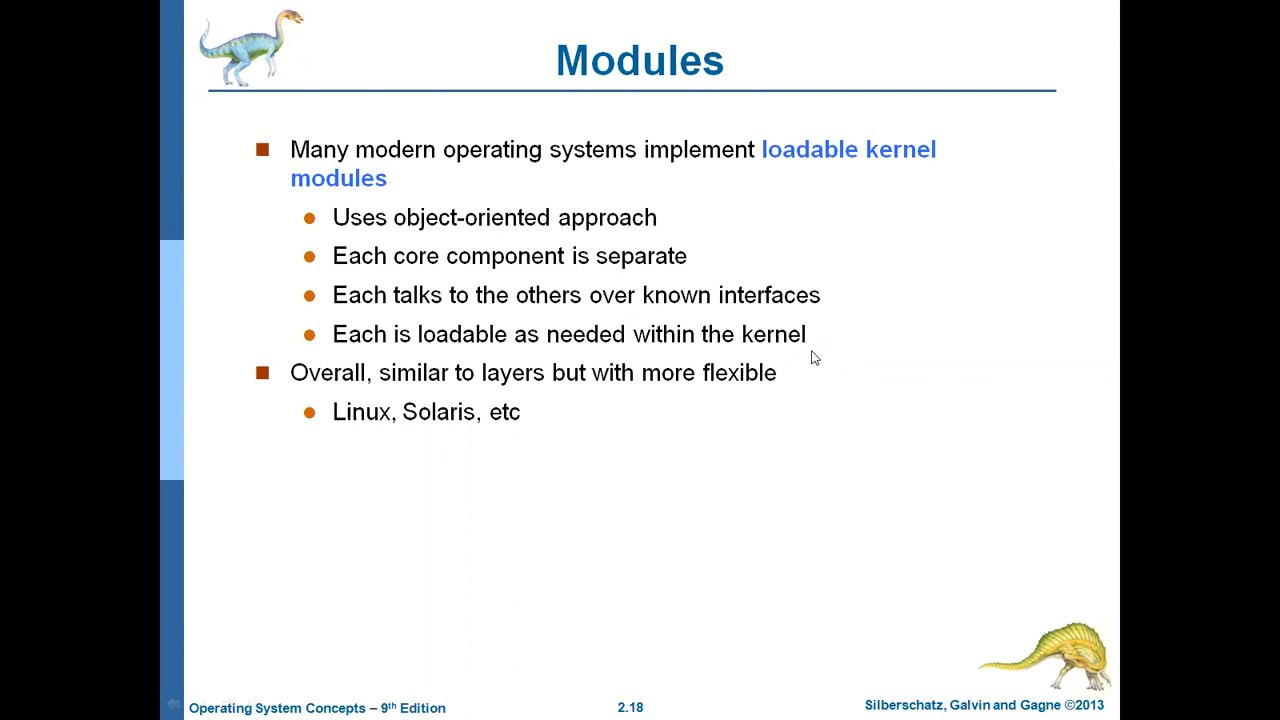 Modules
Many modern operating systems implement loadable kernel
modules
Uses object-oriented approach
Each core component is separate
Each talks to the others over known interfaces
Each is loadable as needed within the kernel
Overall, similar to layers but with more flexible
Linux, Solaris, etc
Operating System Concepts – 9th Edition
2.18
Silberschatz, Galvin and Gagne ©2013